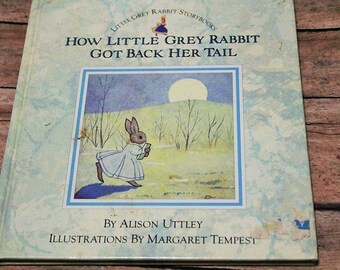 LITTLE GREY RABBIT STORYBOOKS
HOW LITTLE GREY RABBIT
GOT BACK HER TAIL
BY ALISON UTTLEY
ILLUSTRATIONS BY MARGARET TEMPEST